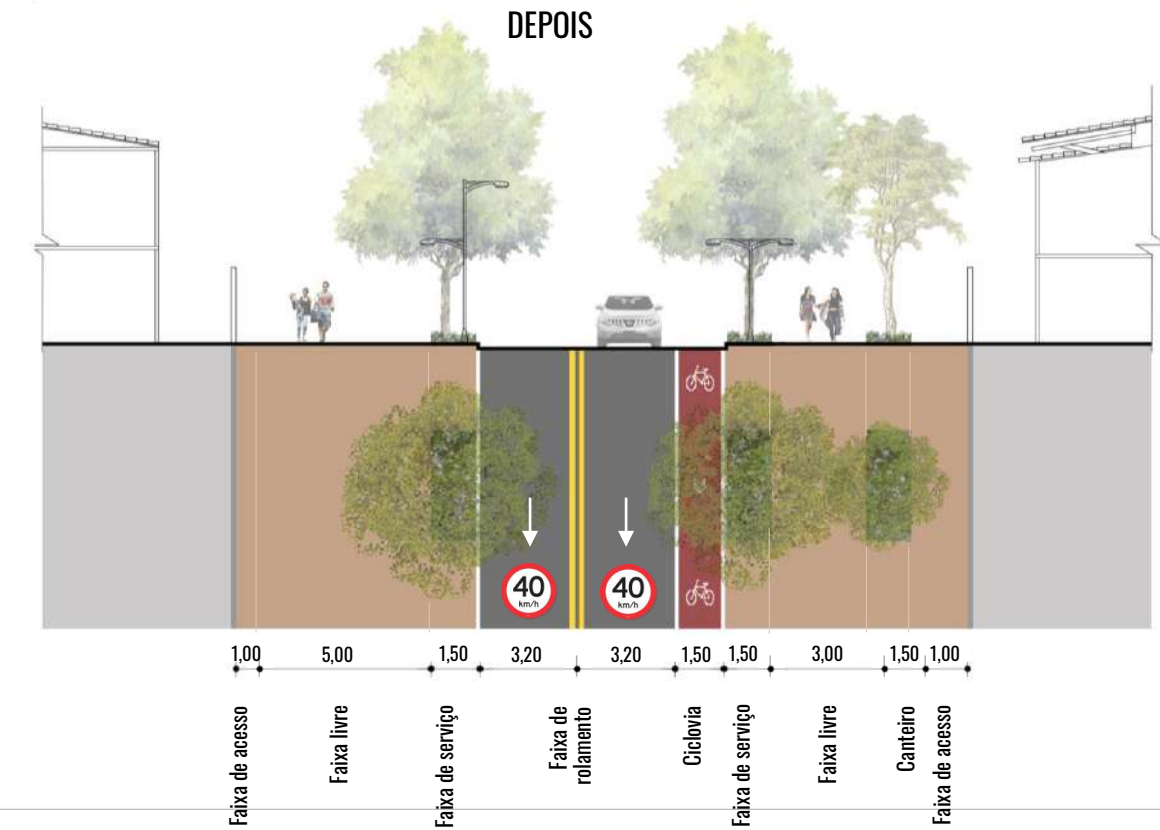 DEPOIS
40
km/h
40
km/h
1,00
5,00
1,50
3,20
3,20
1,50
1,50
3,00
1,50
1,00
Faixa de acesso
Faixa livre
Faixa de serviço
Faixa de
rolamento
Ciclovia
Faixa de serviço
Faixa livre
Canteiro
Faixa de acesso